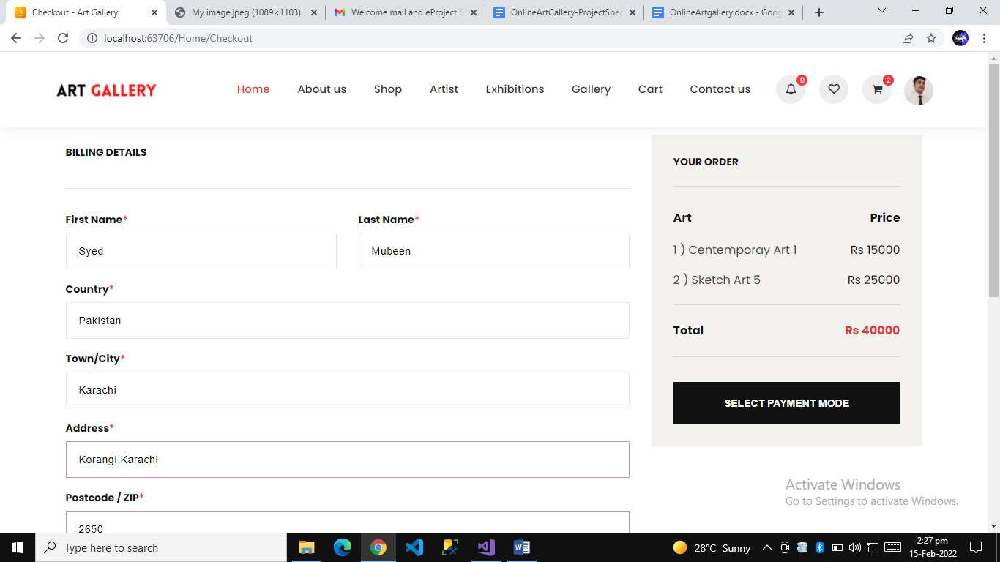 Checkout - Art Gallery
My image.jpeg (1089×1103)
Welcome mail and eProject S
OnlineArtGallery-ProjectSpec
OnlineArtgallery.docx - Goog
localhost:63706/Home/Checkout
ART GALLERY
Home About us Shop Artist Exhibitions Gallery Cart Contact us 0 2
BILLING DETAILS
First Name* Last Name*
Syed Mubeen
Country*
Pakistan
Town/City*
Karachi
Address*
Korangi Karachi
Postcode / ZIP*
2650
YOUR ORDER
Art Price
1 ) Centemporay Art 1 Rs 15000
2 ) Sketch Art 5 Rs 25000
Total Rs 40000
SELECT PAYMENT MODE
Activate Windows
Go to Settings to activate Windows.
Type here to search
28°C Sunny
2:27 pm
15-Feb-2022